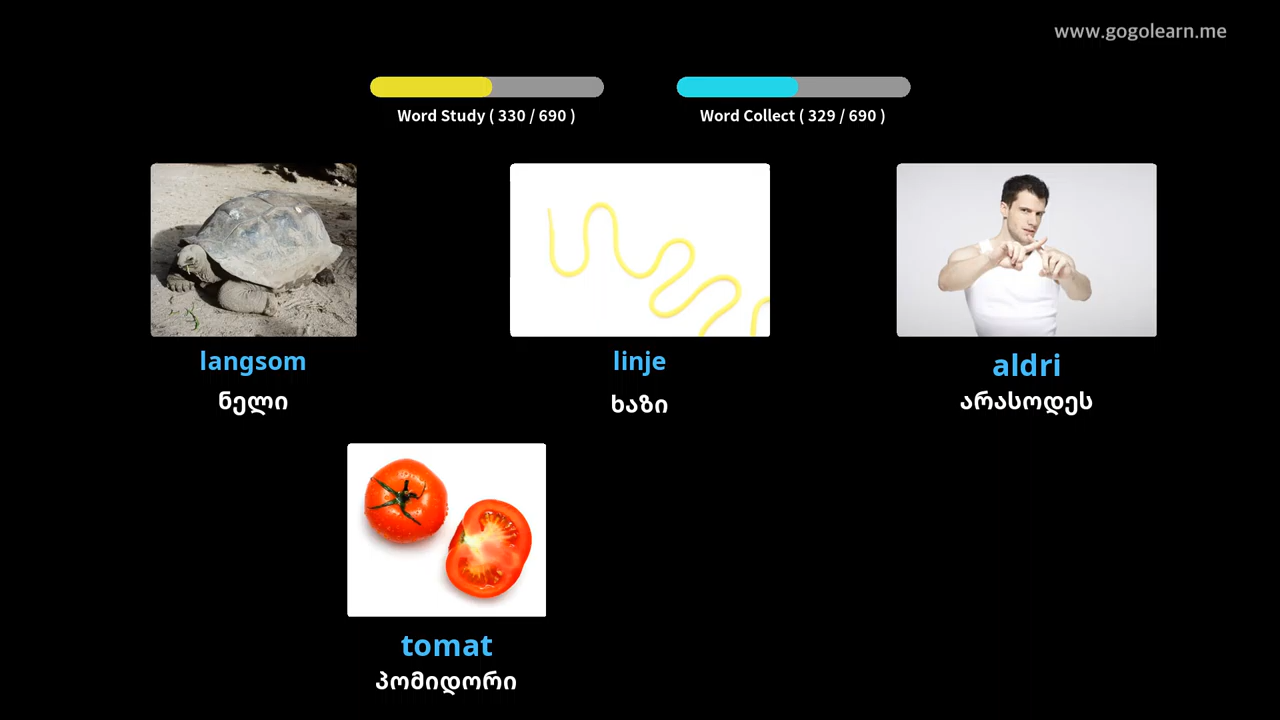 www.gogolearn.me
Word Study ( 330 / 690 )
Word Collect ( 329 / 690 )
langsom
linje
aldri
ნელი
ხაზი
არასოდეს
tomat
პომიდორი